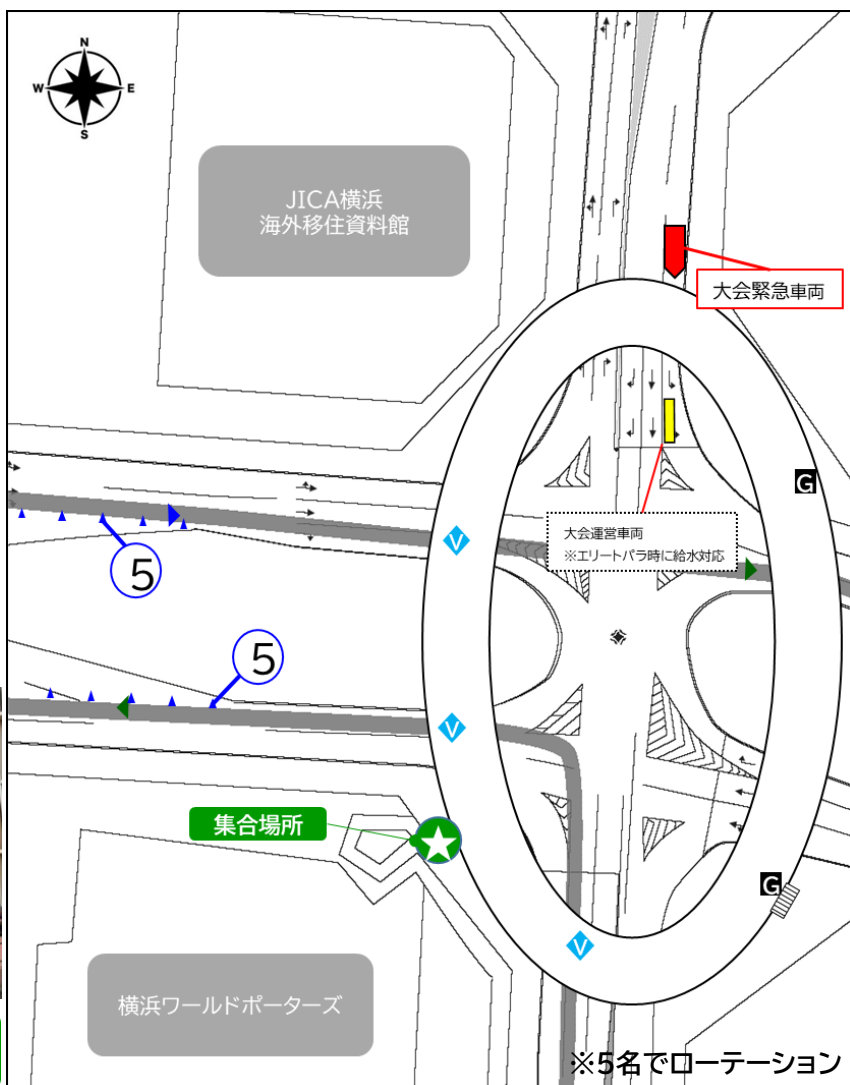 N
W E
S
JICA横浜
海外移住資料館
大会緊急車両
G
大会運営車両
※エリートパラ時に給水対応
V
5
5
V
集合場所
G
V
横浜ワールドポーターズ
※5名でローテーション